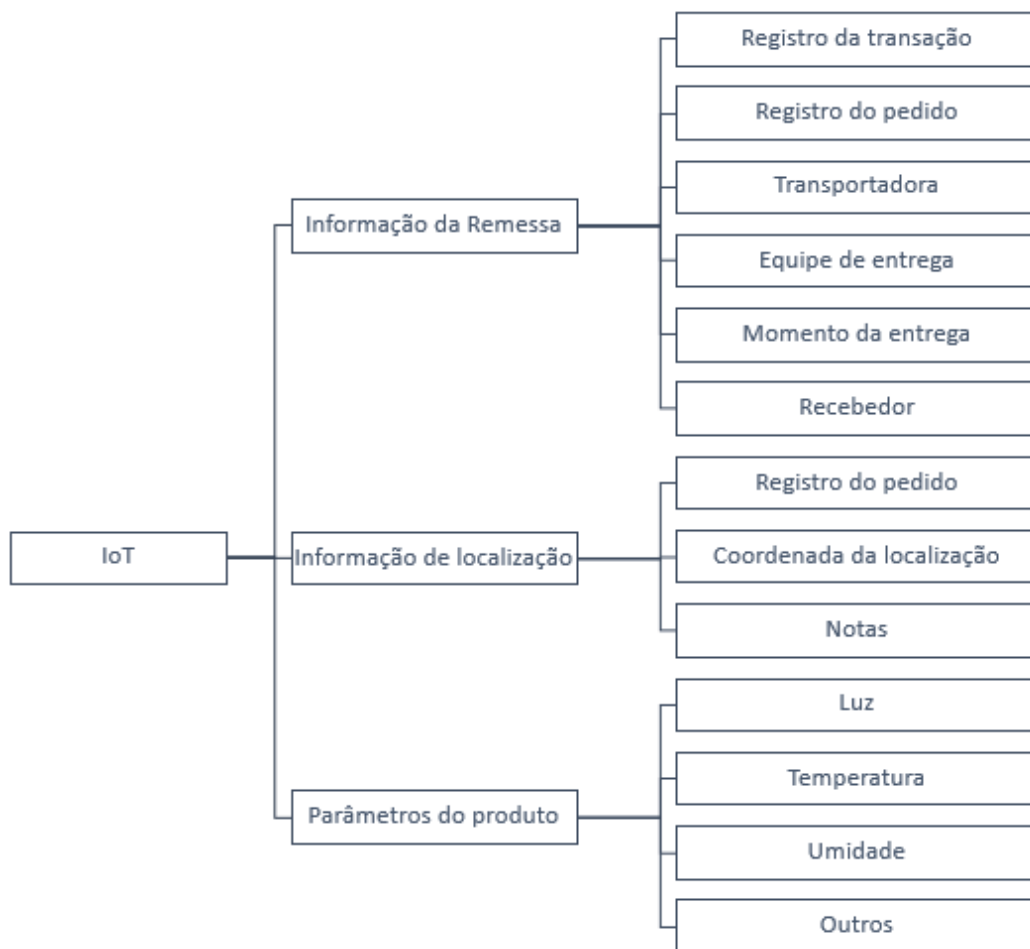 IoT
Informação da Remessa
Registro da transação
Registro do pedido
Transportadora
Equipe de entrega
Momento da entrega
Recebedor
Informação de localização
Registro do pedido
Coordenada da localização
Notas
Parâmetros do produto
Luz
Temperatura
Umidade
Outros